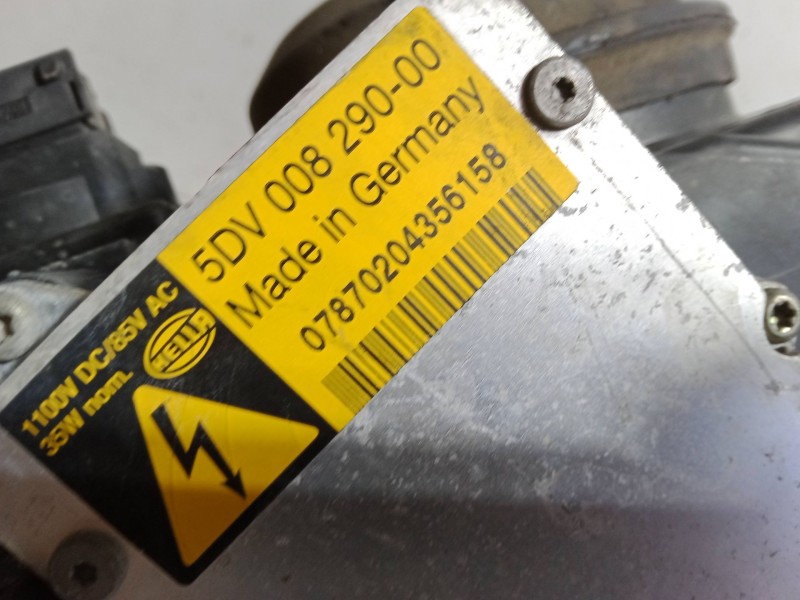 5DV 008 290-00
Made in Germany
07870204356158
1100V DC/85V AC
35W nom.
HELLA